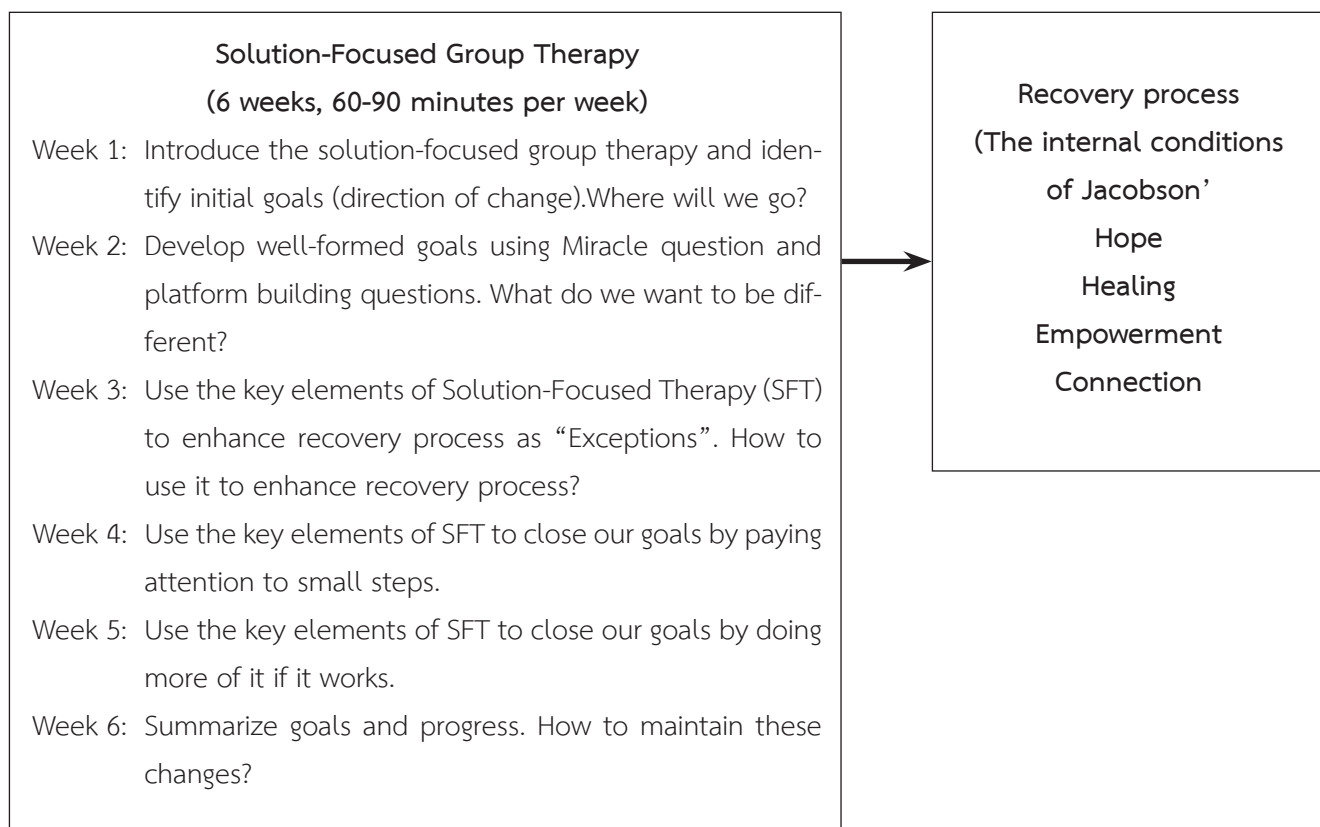 Solution-Focused Group Therapy
(6 weeks, 60-90 minutes per week)
Week 1: Introduce the solution-focused group therapy and iden-
tify initial goals (direction of change).Where will we go?
Week 2: Develop well-formed goals using Miracle question and
platform building questions. What do we want to be dif-
ferent?
Week 3: Use the key elements of Solution-Focused Therapy (SFT)
to enhance recovery process as “Exceptions”. How to
use it to enhance recovery process?
Week 4: Use the key elements of SFT to close our goals by paying
attention to small steps.
Week 5: Use the key elements of SFT to close our goals by doing
more of it if it works.
Week 6: Summarize goals and progress. How to maintain these
changes?
Recovery process
(The internal conditions
of Jacobson’
Hope
Healing
Empowerment
Connection